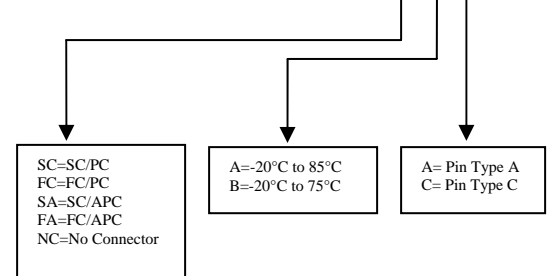 SC=SC/PC
FC=FC/PC
SA=SC/APC
FA=FC/APC
NC=No Connector
A=-20°C to 85°C
B=-20°C to 75°C
A= Pin Type A
C= Pin Type C